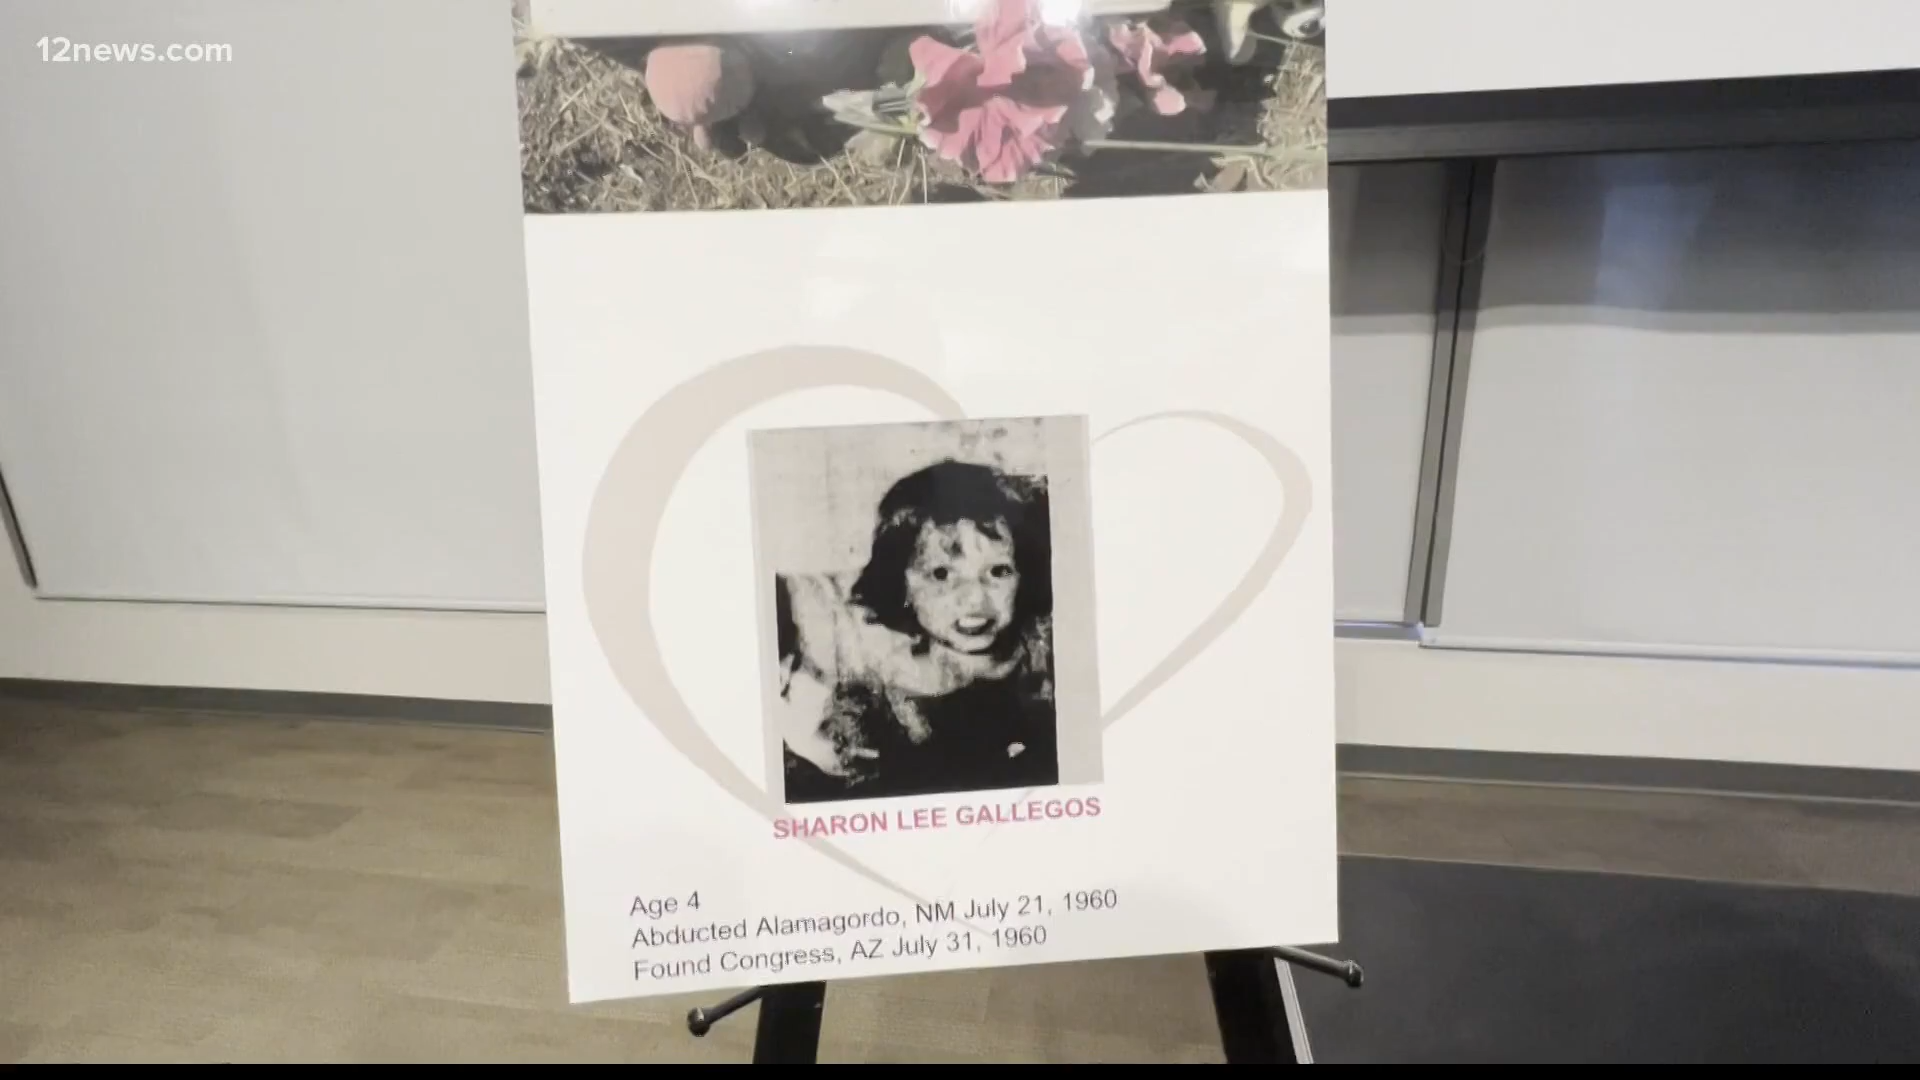 12news.com
SHARON LEE GALLEGOS
Age 4
Abducted Alamagordo, NM July 21, 1960
Found Congress, AZ July 31, 1960